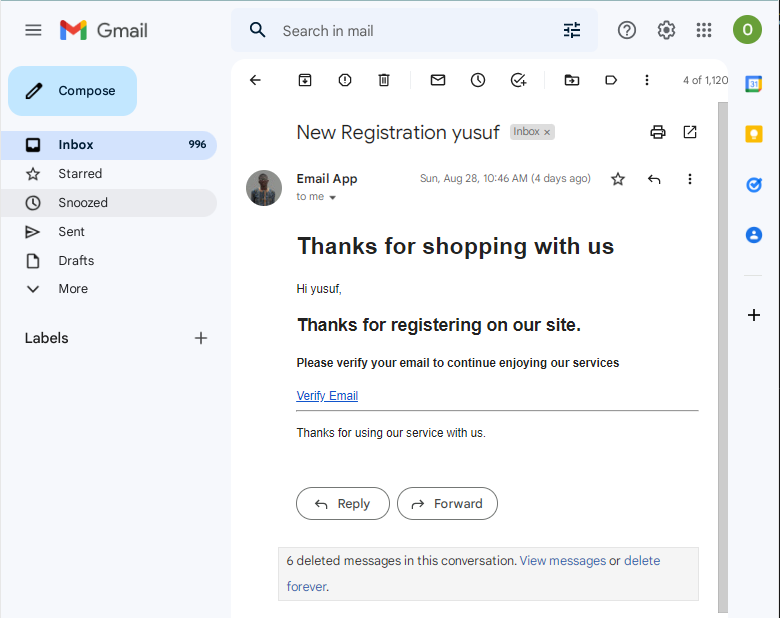 Gmail
Search in mail
O
Compose
4 of 1,120
31
Inbox 996
New Registration yusuf Inbox ×
Starred
Email App Sun, Aug 28, 10:46 AM (4 days ago)
to me
Snoozed
Sent
Drafts
More
Labels
Thanks for shopping with us
Hi yusuf,
Thanks for registering on our site.
Please verify your email to continue enjoying our services
Verify Email
Thanks for using our service with us.
Reply Forward
6 deleted messages in this conversation. View messages or delete
forever.